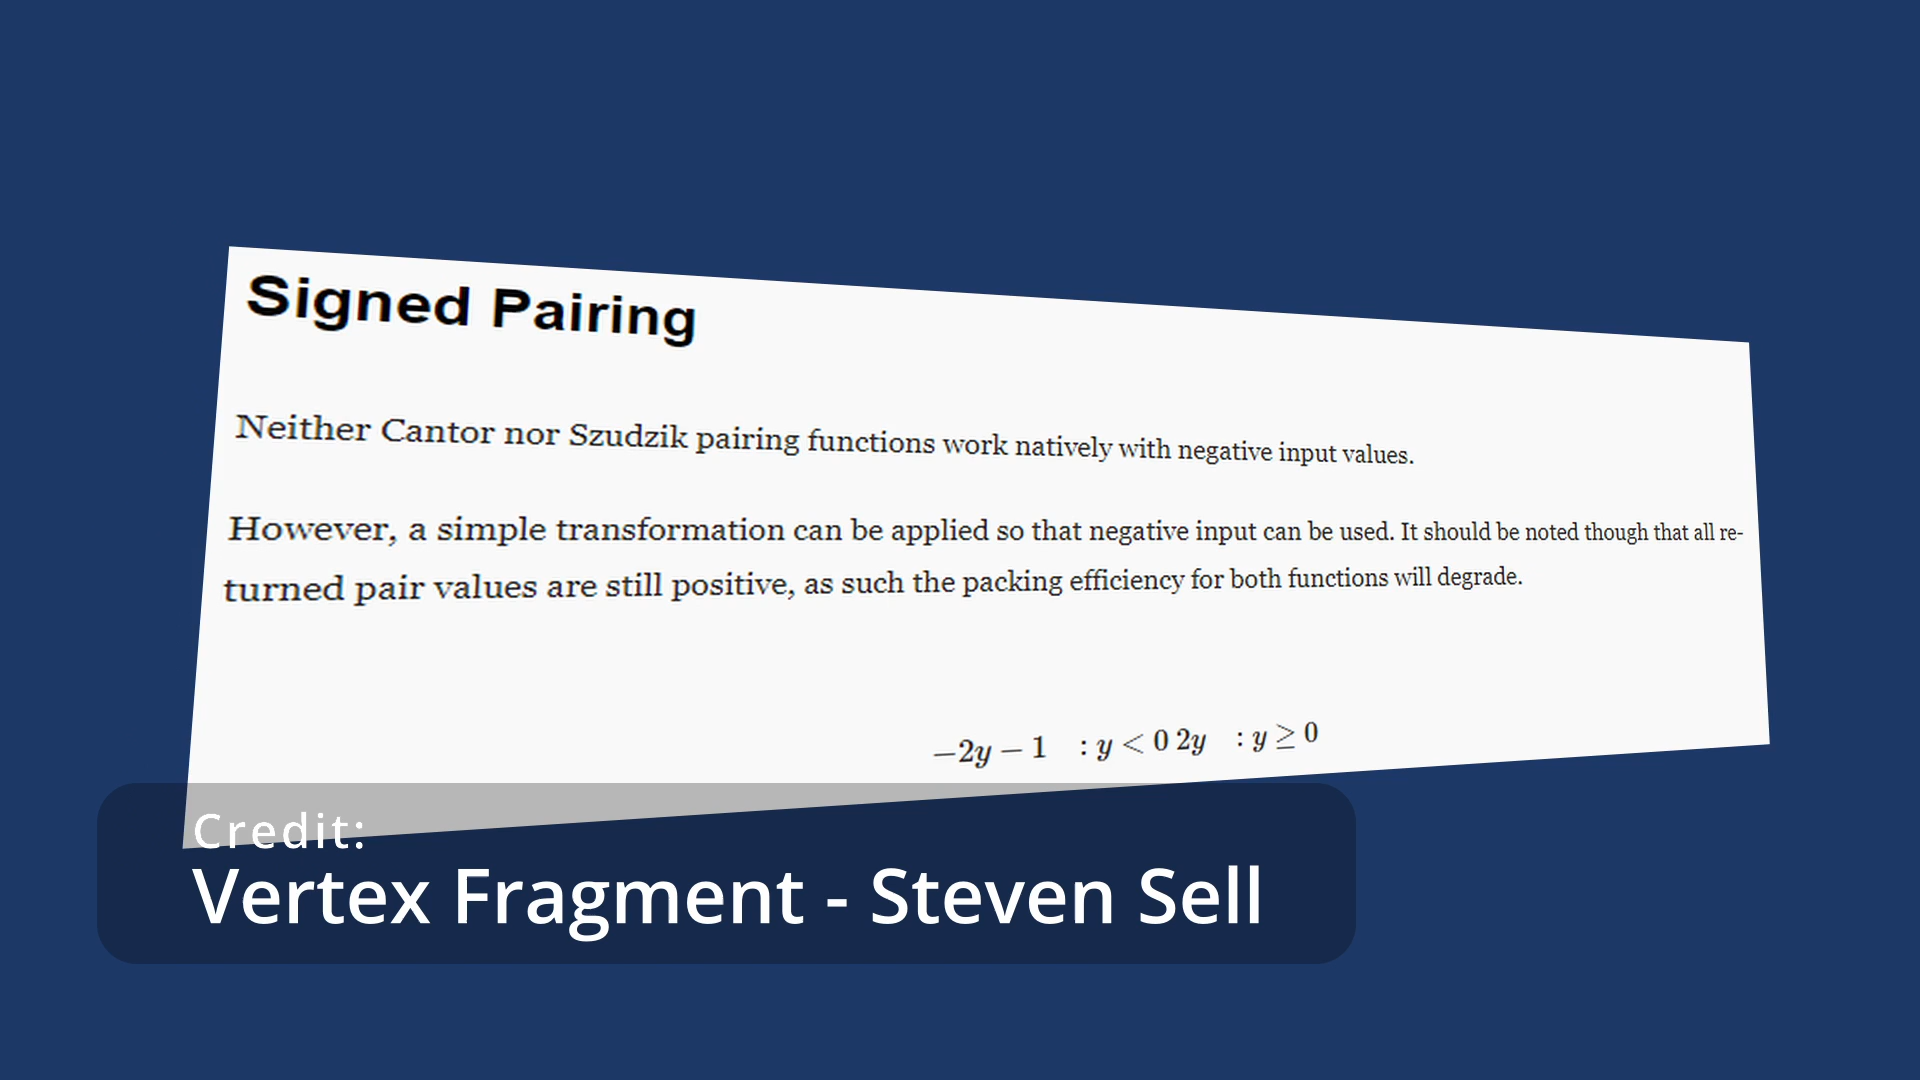 Signed Pairing
Neither Cantor nor Szudzik pairing functions work natively with negative input values.
However, a simple transformation can be applied so that negative input can be used. It should be noted though that all re-
turned pair values are still positive, as such the packing efficiency for both functions will degrade.
−2y − 1 : y < 0 2y : y ≥ 0
Credit:
Vertex Fragment - Steven Sell